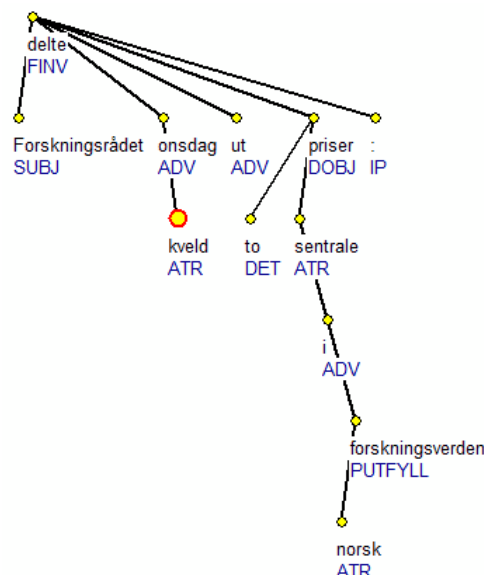 delte
FINV
Forskningsrådet onsdag ut priser :
SUBJ ADV ADV DOBJ IP
kveld to sentrale
ATR DET ATR
i
ADV
forskningsverden
PUTFYLL
norsk
ATR